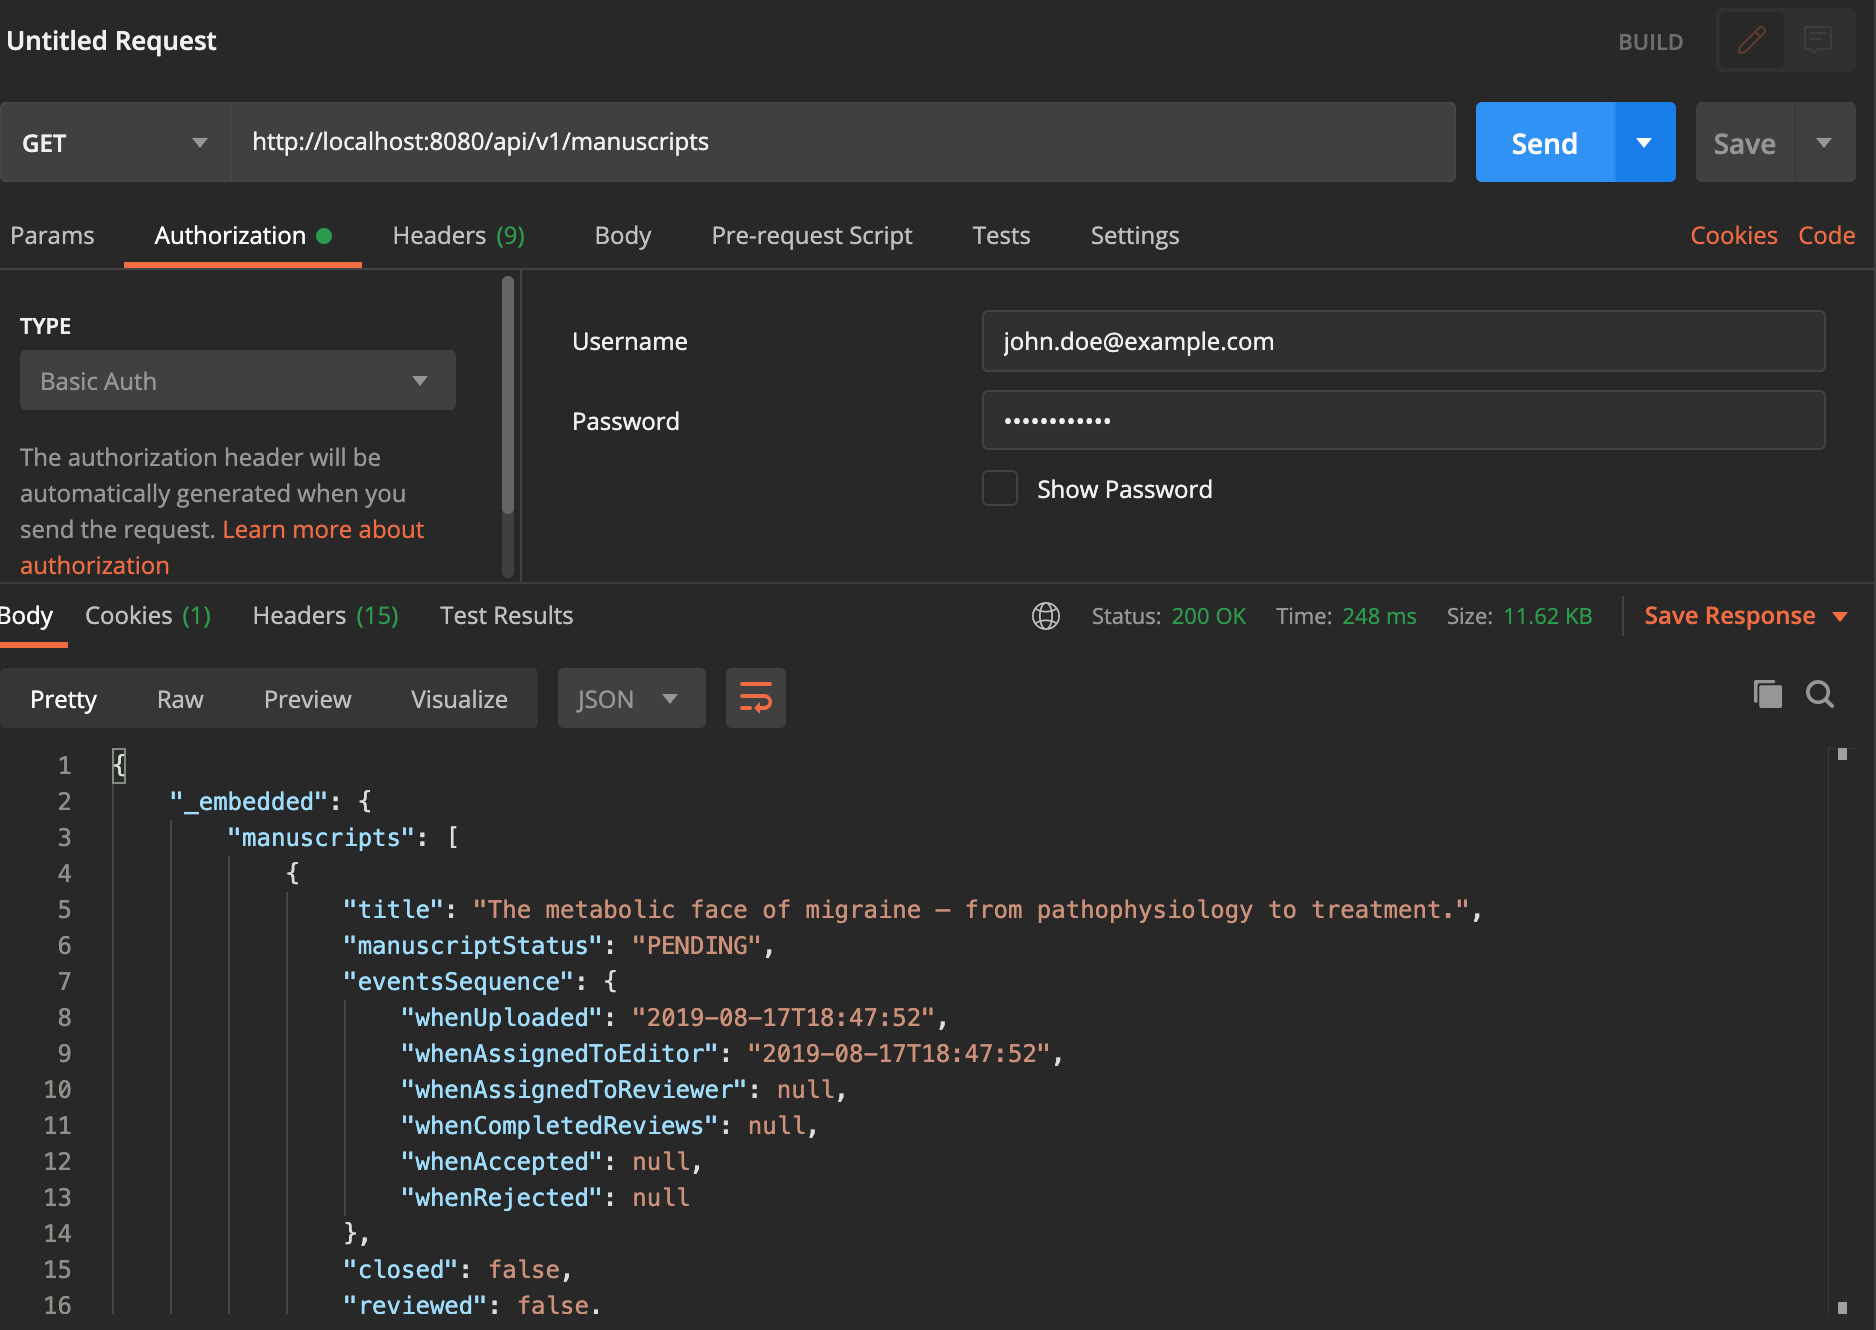 Untitled Request
BUILD
GET
http://localhost:8080/api/v1/manuscripts
Send
Save
Params
Authorization
Headers (9)
Body
Pre-request Script
Tests
Settings
Cookies
Code
TYPE
Basic Auth
The authorization header will be
automatically generated when you
send the request. Learn more about
authorization
Username
john.doe@example.com
Password
••••••••••••
Show Password
Body
Cookies (1)
Headers (15)
Test Results
Status: 200 OK
Time: 248 ms
Size: 11.62 KB
Save Response
Pretty
Raw
Preview
Visualize
JSON
1 {
2 "_embedded": {
3 "manuscripts": [
4 {
5 "title": "The metabolic face of migraine – from pathophysiology to treatment.",
6 "manuscriptStatus": "PENDING",
7 "eventsSequence": {
8 "whenUploaded": "2019-08-17T18:47:52",
9 "whenAssignedToEditor": "2019-08-17T18:47:52",
10 "whenAssignedToReviewer": null,
11 "whenCompletedReviews": null,
12 "whenAccepted": null,
13 "whenRejected": null
14 },
15 "closed": false,
16 "reviewed": false,